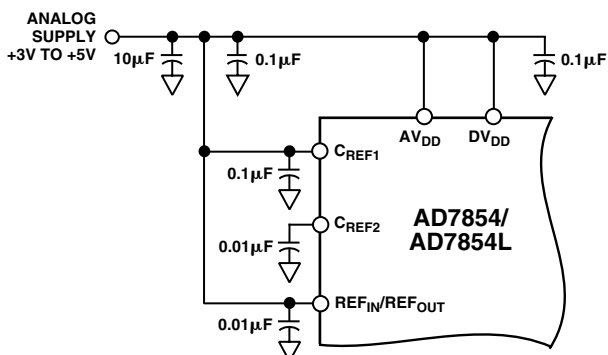 ANALOG
SUPPLY
+3V TO +5V
10μF
0.1μF
0.1μF
AVDD
DVDD
CREF1
0.1μF
CREF2
0.01μF
AD7854/
AD7854L
REFIN/REFOUT
0.01μF